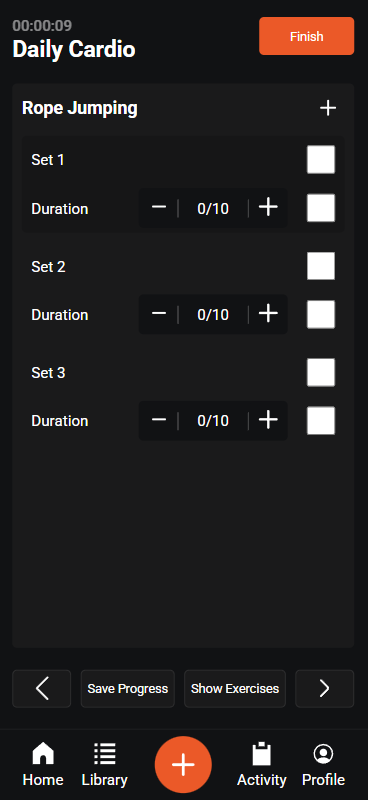 00:00:09
Daily Cardio
Finish
Rope Jumping
Set 1
Duration 0/10
Set 2
Duration 0/10
Set 3
Duration 0/10
Save Progress Show Exercises
Home Library Activity Profile